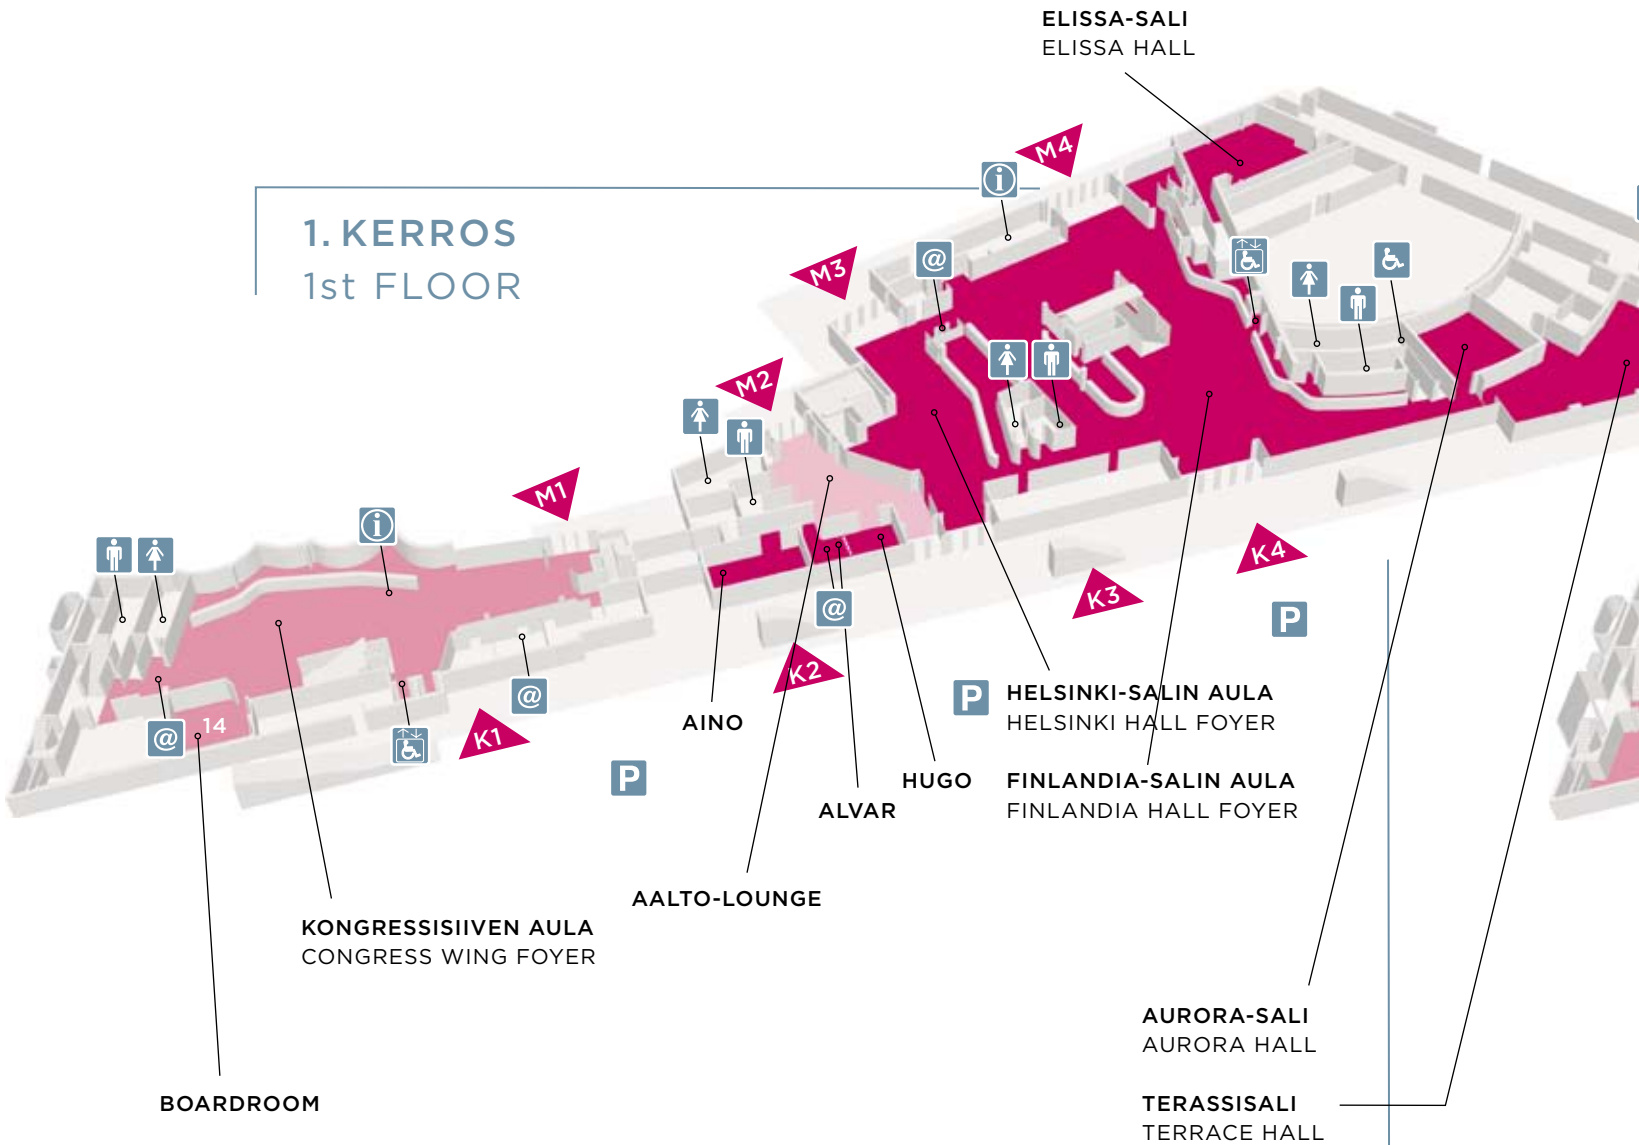 ELISSA-SALI
ELISSA HALL
M4
i
1. KERROS
1st FLOOR
M3
@
M2
M1
i
K4
K3
P
@
K2
P
HELSINKI-SALIN AULA
HELSINKI HALL FOYER
AINO
@
14
@
K1
P
HUGO
FINLANDIA-SALIN AULA
FINLANDIA HALL FOYER
ALVAR
AALTO-LOUNGE
KONGRESSISIIVEN AULA
CONGRESS WING FOYER
AURORA-SALI
AURORA HALL
BOARDROOM
TERASSISALI
TERRACE HALL